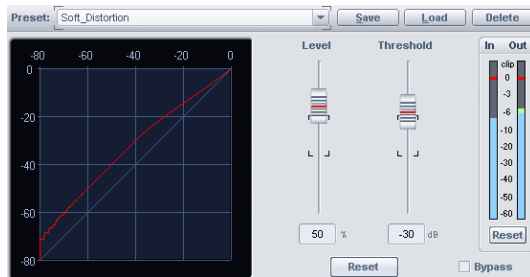 Preset: Soft_Distortion Save Load Delete
Level Threshold In Out
-80 -60 -40 -20 0
0
-20
-40
-60
-80
clip
0
-3
-6
-10
-20
-30
-40
-50
-60
50 % -30 dB Reset
Reset Bypass